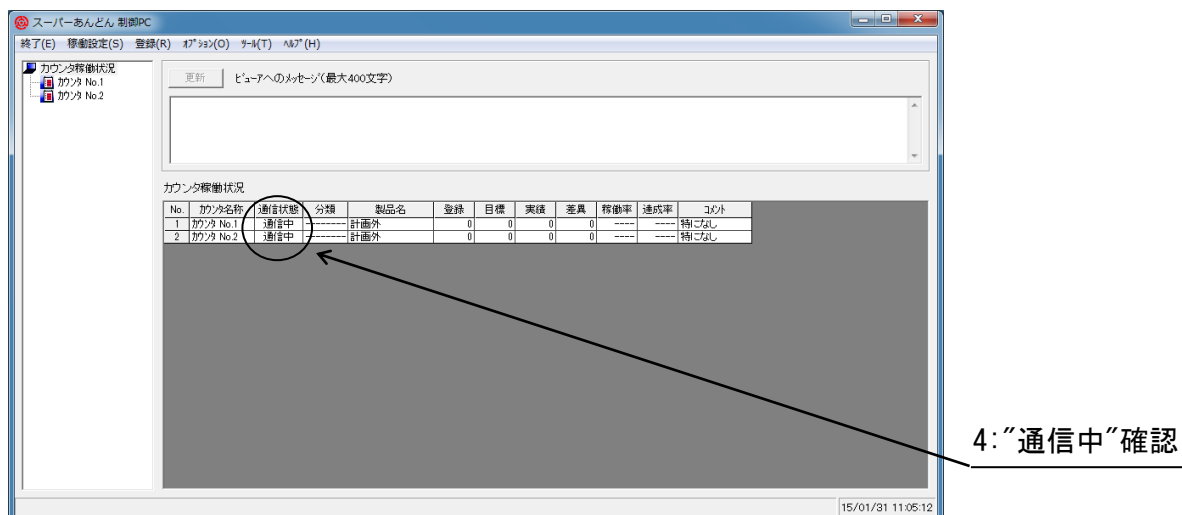 スーパーあんどん 制御PC
終了(E) 稼働設定(S) 登録(R) ｵﾌﾟｼｮﾝ(O) ﾂｰﾙ(T) ﾍﾙﾌﾟ(H)
カウンタ稼働状況
ｶｳﾝﾀ No.1
ｶｳﾝﾀ No.2
更新 ﾋﾞｭｰｱへのﾒｯｾｰｼﾞ(最大400文字)
カウンタ稼働状況
No. ｶｳﾝﾀ名称 通信状態 分類 製品名 登録 目標 実績 差異 稼働率 達成率 ｺﾒﾝﾄ
1 ｶｳﾝﾀ No.1 通信中 -------- 計画外 0 0 0 0 ---- ---- 特になし
2 ｶｳﾝﾀ No.2 通信中 -------- 計画外 0 0 0 0 ---- ---- 特になし
4:"通信中"確認
15/01/31 11:05:12